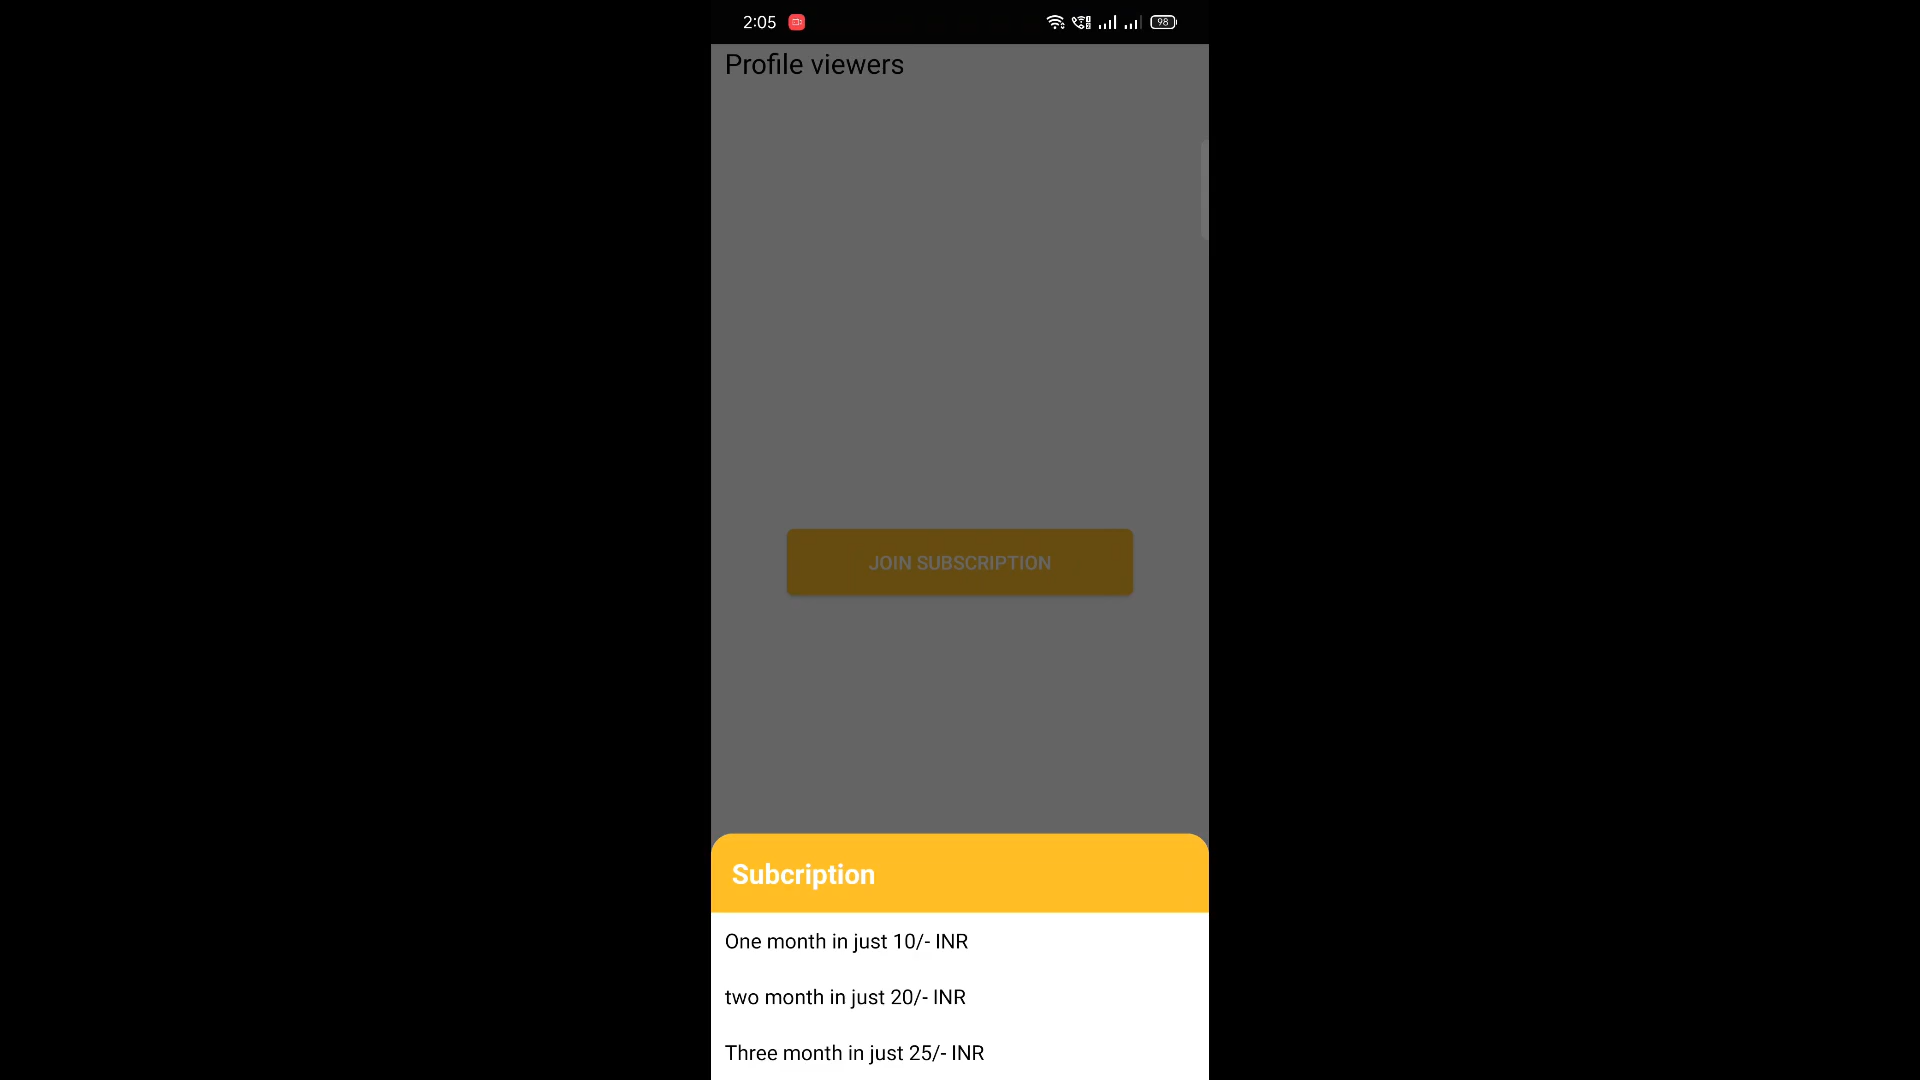 2:05
98
Profile viewers
JOIN SUBSCRIPTION
Subcription
One month in just 10/- INR
two month in just 20/- INR
Three month in just 25/- INR